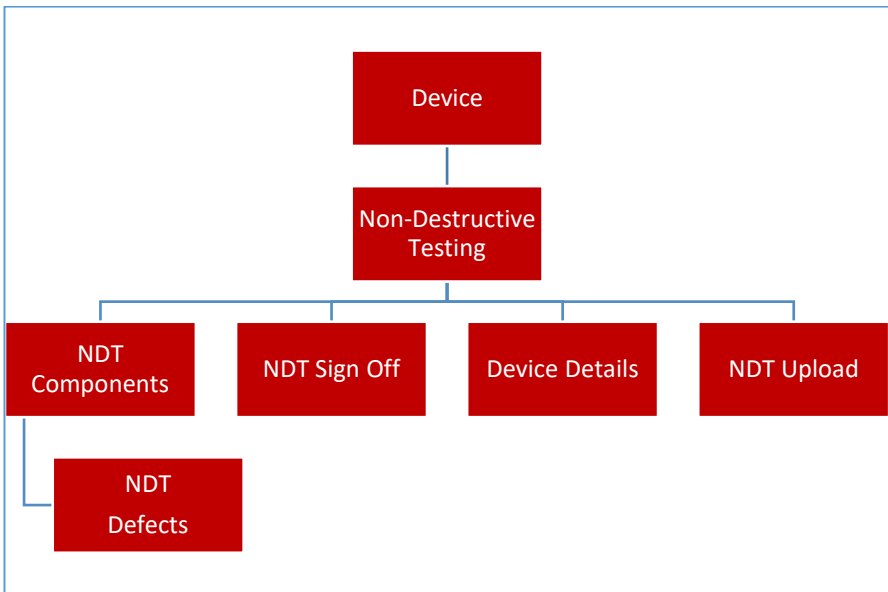 Device
Non-Destructive
Testing
NDT
Components
NDT Sign Off
Device Details
NDT Upload
NDT
Defects